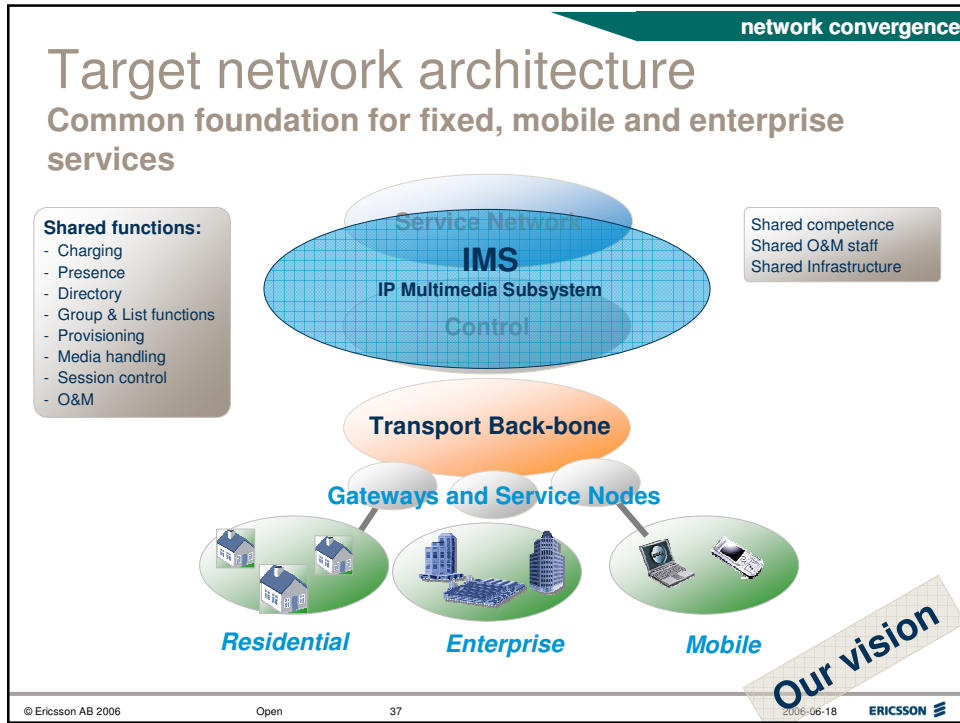 network convergence
Target network architecture
Common foundation for fixed, mobile and enterprise
services
Shared functions:
- Charging
- Presence
- Directory
- Group & List functions
- Provisioning
- Media handling
- Session control
- O&M
Service Network
IMS
IP Multimedia Subsystem
Control
Shared competence
Shared O&M staff
Shared Infrastructure
Transport Back-bone
Gateways and Service Nodes
Residential
Enterprise
Mobile
Our vision
© Ericsson AB 2006
Open
37
2006-06-18
ERICSSON